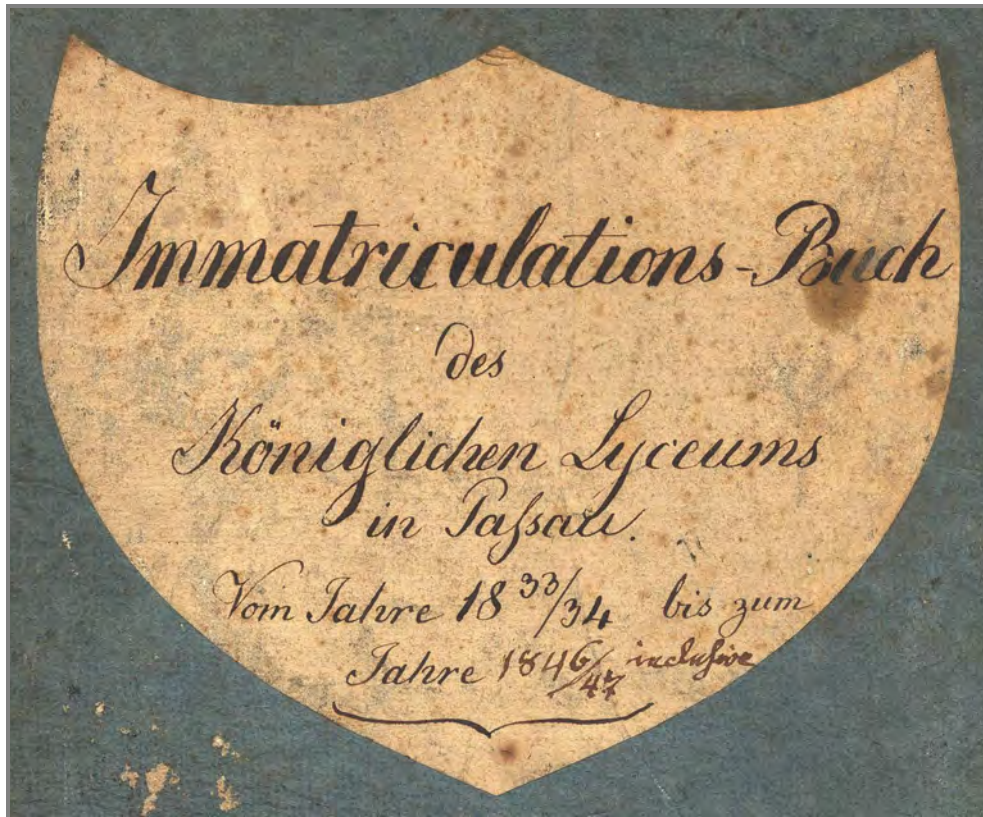 Immatriculations-Buch
des
Königlichen Lyceums
in Paſsau.
Vom Jahre 18 33/34 bis zum
Jahre 1846/47 incluſive